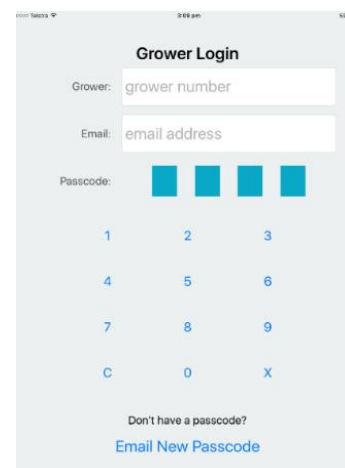 Telstra 3:09 pm
Grower Login
Grower: grower number
Email: email address
Passcode:
1 2 3
4 5 6
7 8 9
C 0 X
Don't have a passcode?
Email New Passcode